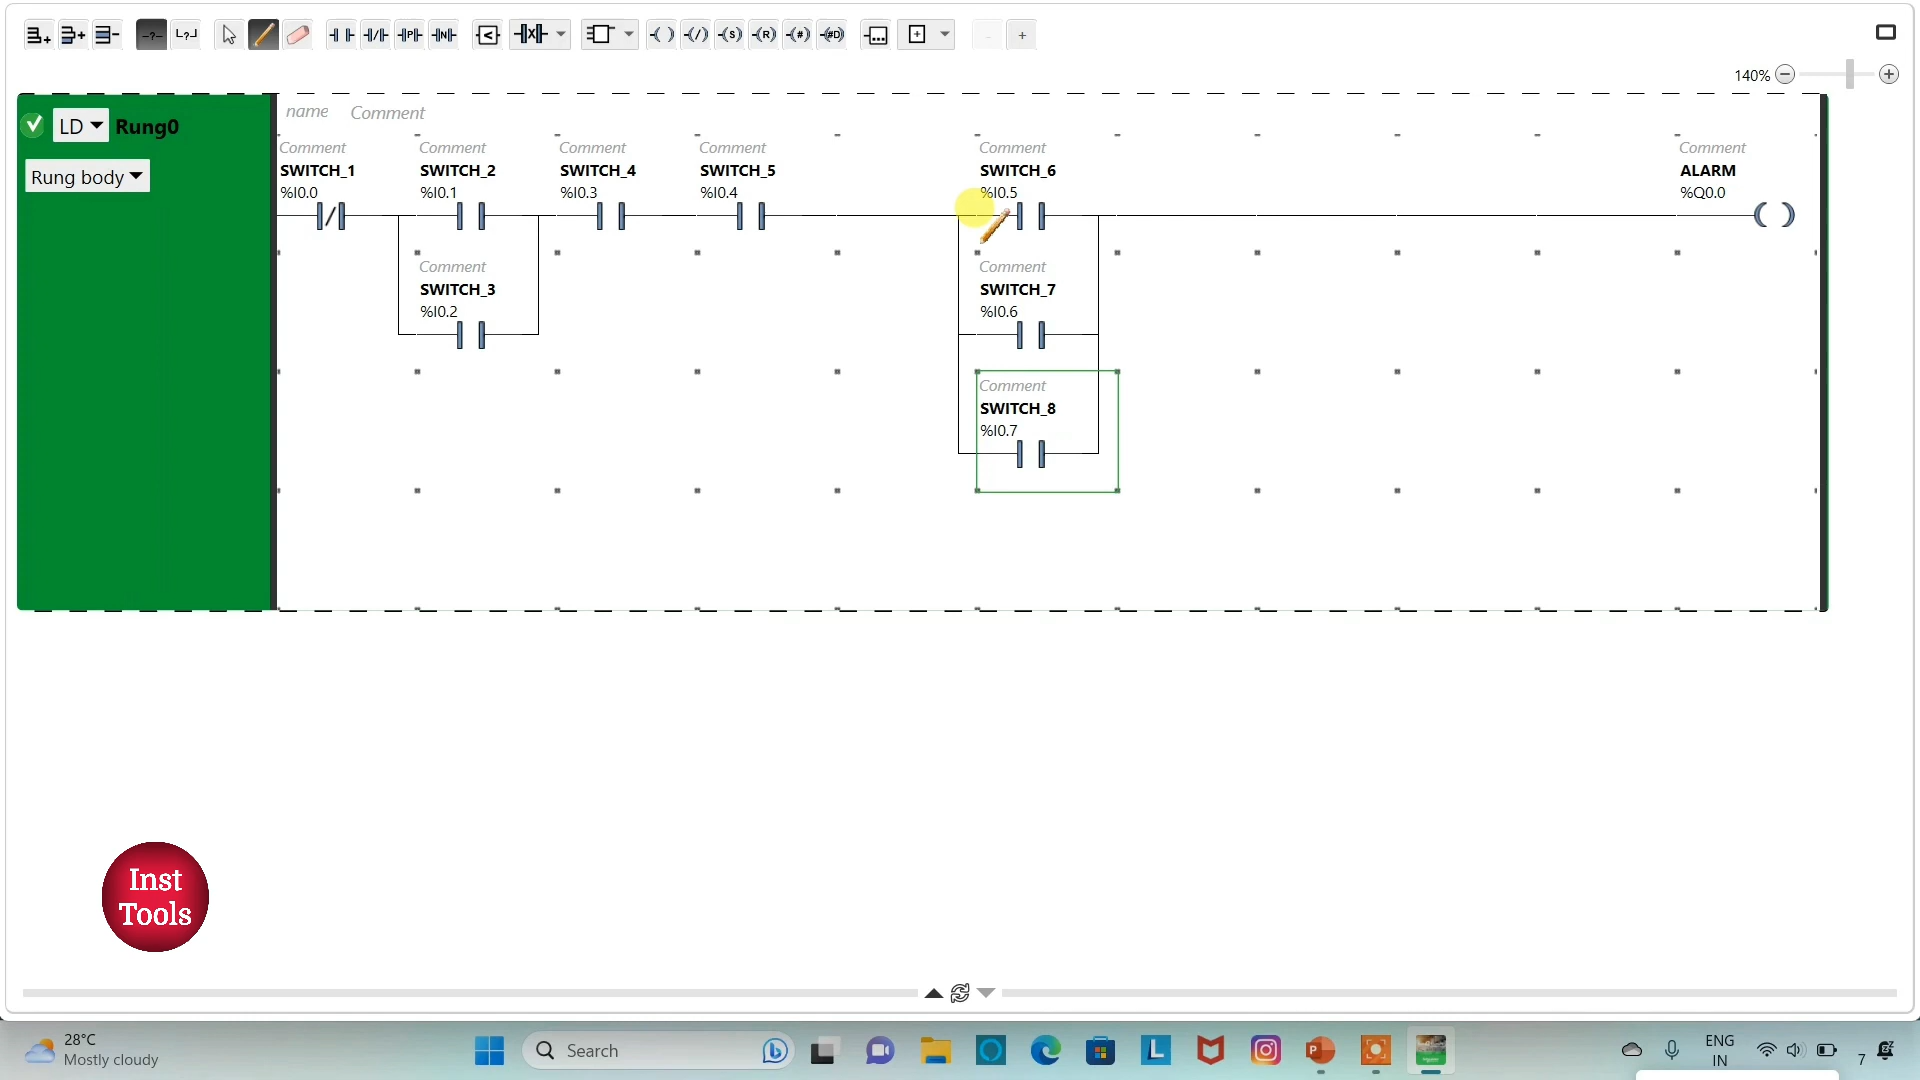 140%
LD Rung0
Rung body
name Comment
Comment Comment Comment Comment Comment Comment
SWITCH_1 SWITCH_2 SWITCH_4 SWITCH_5 SWITCH_6 ALARM
%I0.0 %I0.1 %I0.3 %I0.4 %I0.5 %Q0.0
Comment Comment
SWITCH_3 SWITCH_7
%I0.2 %I0.6
Comment
SWITCH_8
%I0.7
Inst
Tools
28°C
Mostly cloudy
Search
ENG
IN
7